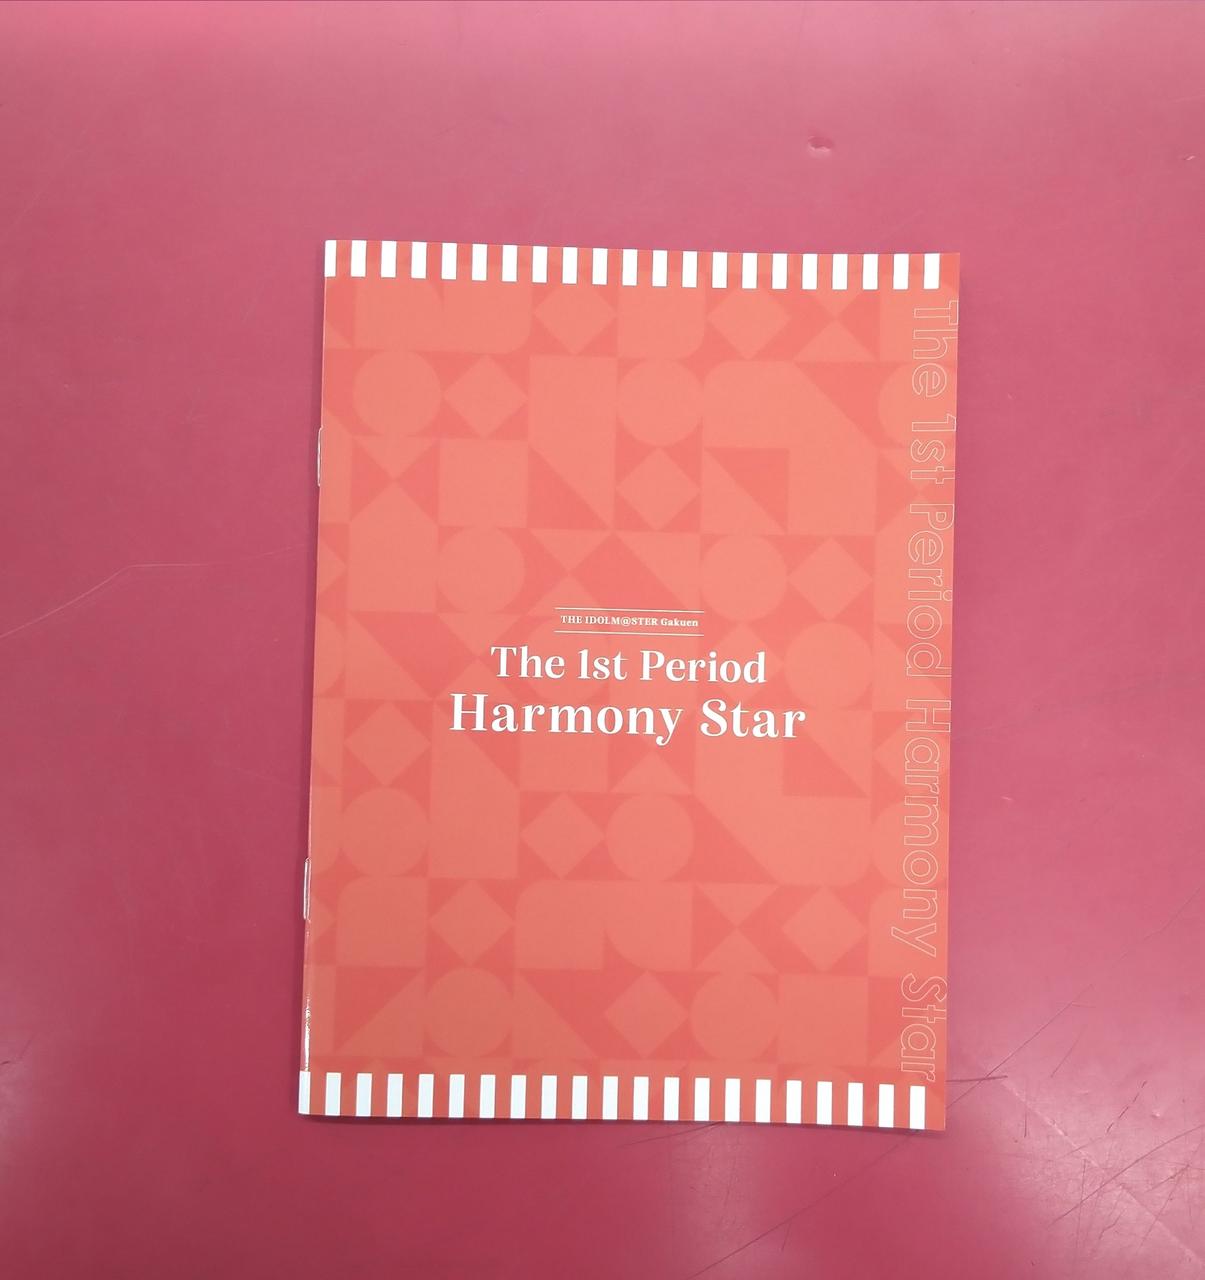 THE IDOLM@STER Gakuen
The 1st Period
Harmony Star
The 1st Period Harmony Star